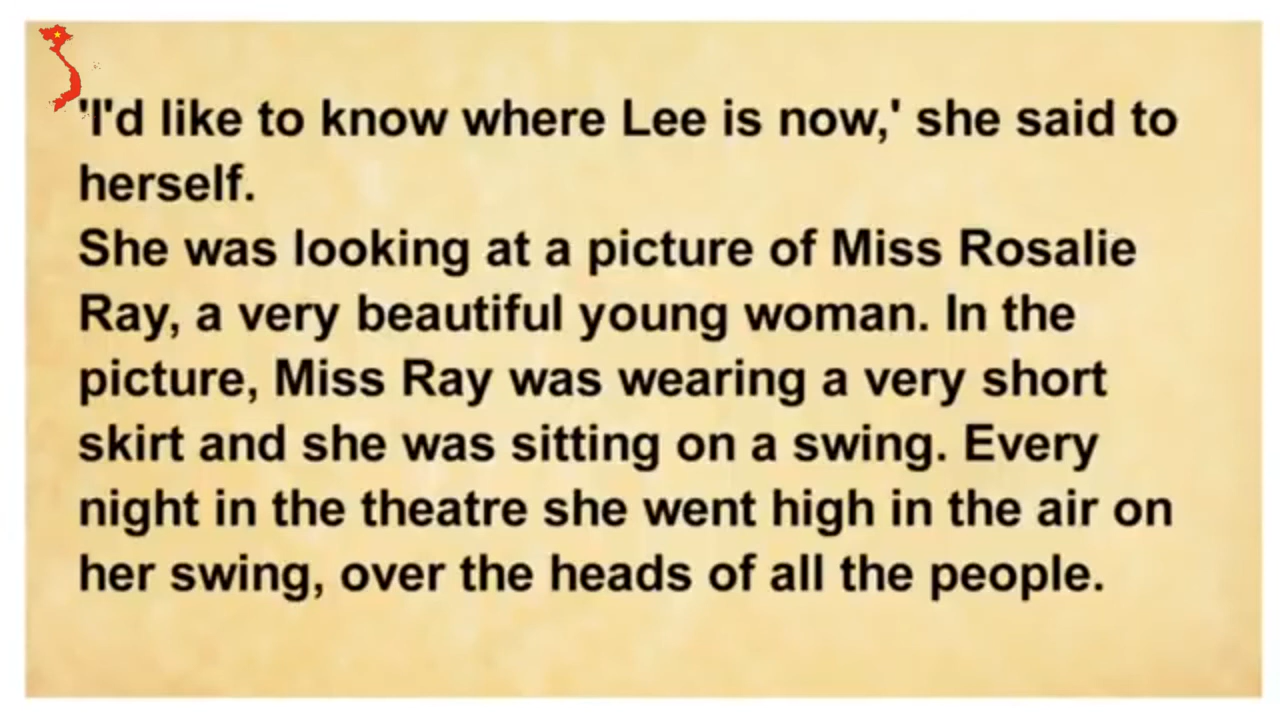 'I'd like to know where Lee is now,' she said to
herself.
She was looking at a picture of Miss Rosalie
Ray, a very beautiful young woman. In the
picture, Miss Ray was wearing a very short
skirt and she was sitting on a swing. Every
night in the theatre she went high in the air on
her swing, over the heads of all the people.